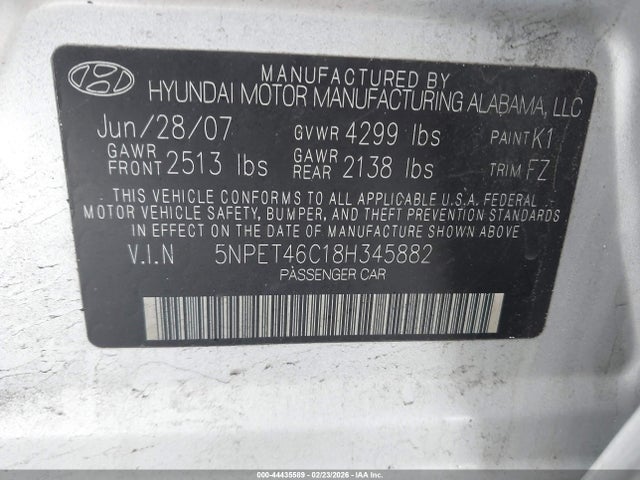 MANUFACTURED BY
HYUNDAI MOTOR MANUFACTURING ALABAMA, LLC
Jun/28/07 GVWR 4299 lbs PAINT K1
GAWR FRONT 2513 lbs GAWR REAR 2138 lbs TRIM FZ
THIS VEHICLE CONFORMS TO ALL APPLICABLE U.S.A. FEDERAL
MOTOR VEHICLE SAFETY, BUMPER, AND THEFT PREVENTION STANDARDS
IN EFFECT ON THE DATE OF MANUFACTURE SHOWN ABOVE
V.I.N 5NPET46C18H345882
PASSENGER CAR
000-44435589 - 02/23/2026 - IAA Inc.